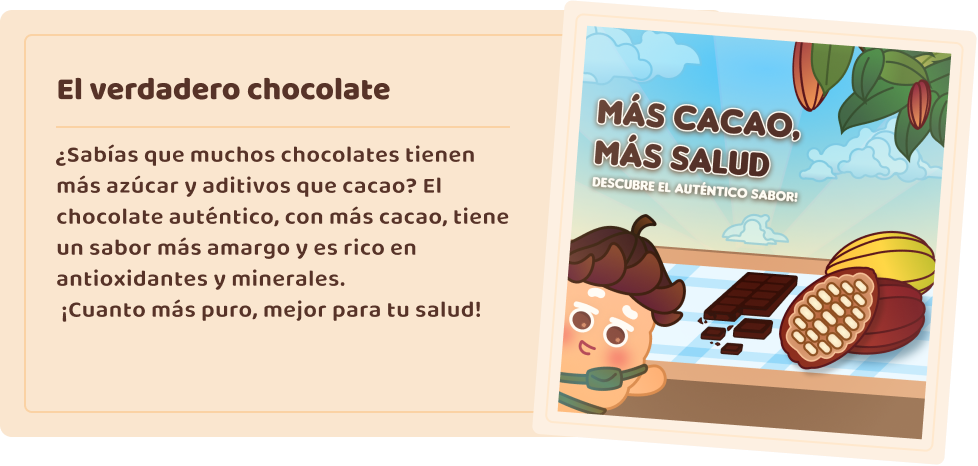 El verdadero chocolate
¿Sabías que muchos chocolates tienen
más azúcar y aditivos que cacao? El
chocolate auténtico, con más cacao, tiene
un sabor más amargo y es rico en
antioxidantes y minerales.
¡Cuanto más puro, mejor para tu salud!
MÁS CACAO,
MÁS SALUD
DESCUBRE EL AUTÉNTICO SABOR!